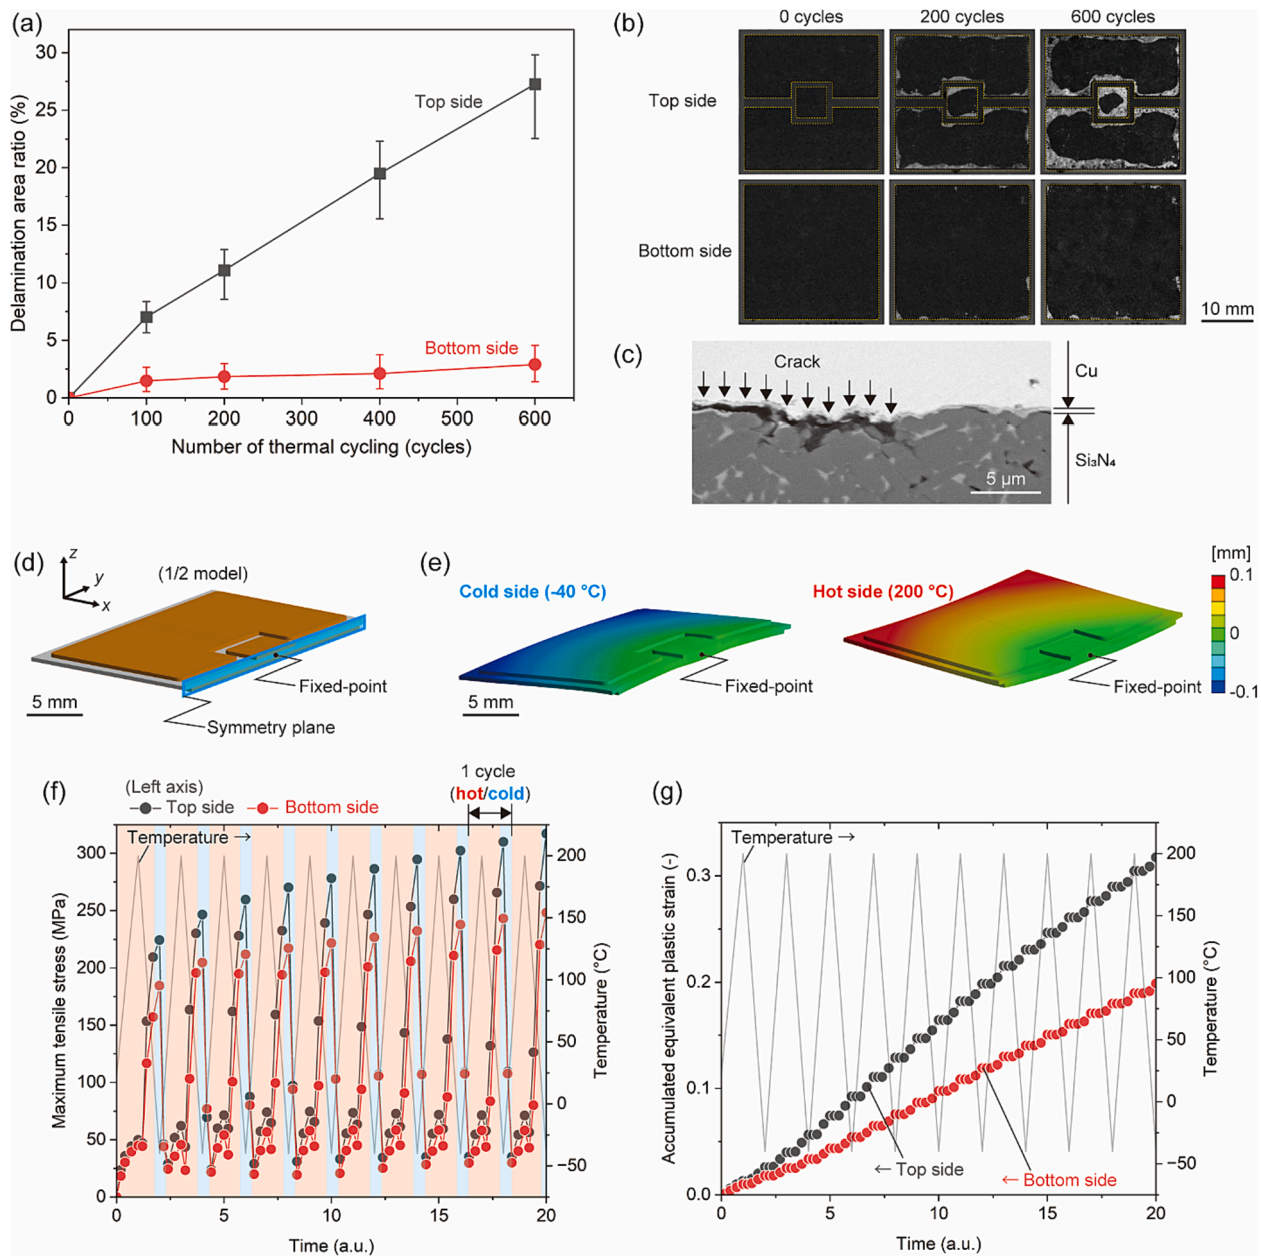 (a)
30
25
20
15
10
5
0
0 100 200 300 400 500 600
Delamination area ratio (%)
Number of thermal cycling (cycles)
Top side
Bottom side
(b)
0 cycles 200 cycles 600 cycles
Top side
Bottom side
10 mm
(c)
Crack
Cu
Si₃N₄
5 µm
(d)
z
y
x
(1/2 model)
Fixed-point
5 mm
Symmetry plane
(e)
Cold side (-40 °C)
Fixed-point
5 mm
Hot side (200 °C)
Fixed-point
[mm]
0.1
0
-0.1
(f)
(Left axis)
Top side Bottom side
1 cycle
(hot/cold)
Temperature →
300
250
200
150
100
50
0
Maximum tensile stress (MPa)
200
150
100
50
0
−50
Temperature (°C)
0 5 10 15 20
Time (a.u.)
(g)
Temperature →
0.3
0.2
0.1
0.0
Accumulated equivalent plastic strain (-)
200
150
100
50
0
−50
Temperature (°C)
← Top side
← Bottom side
0 5 10 15 20
Time (a.u.)